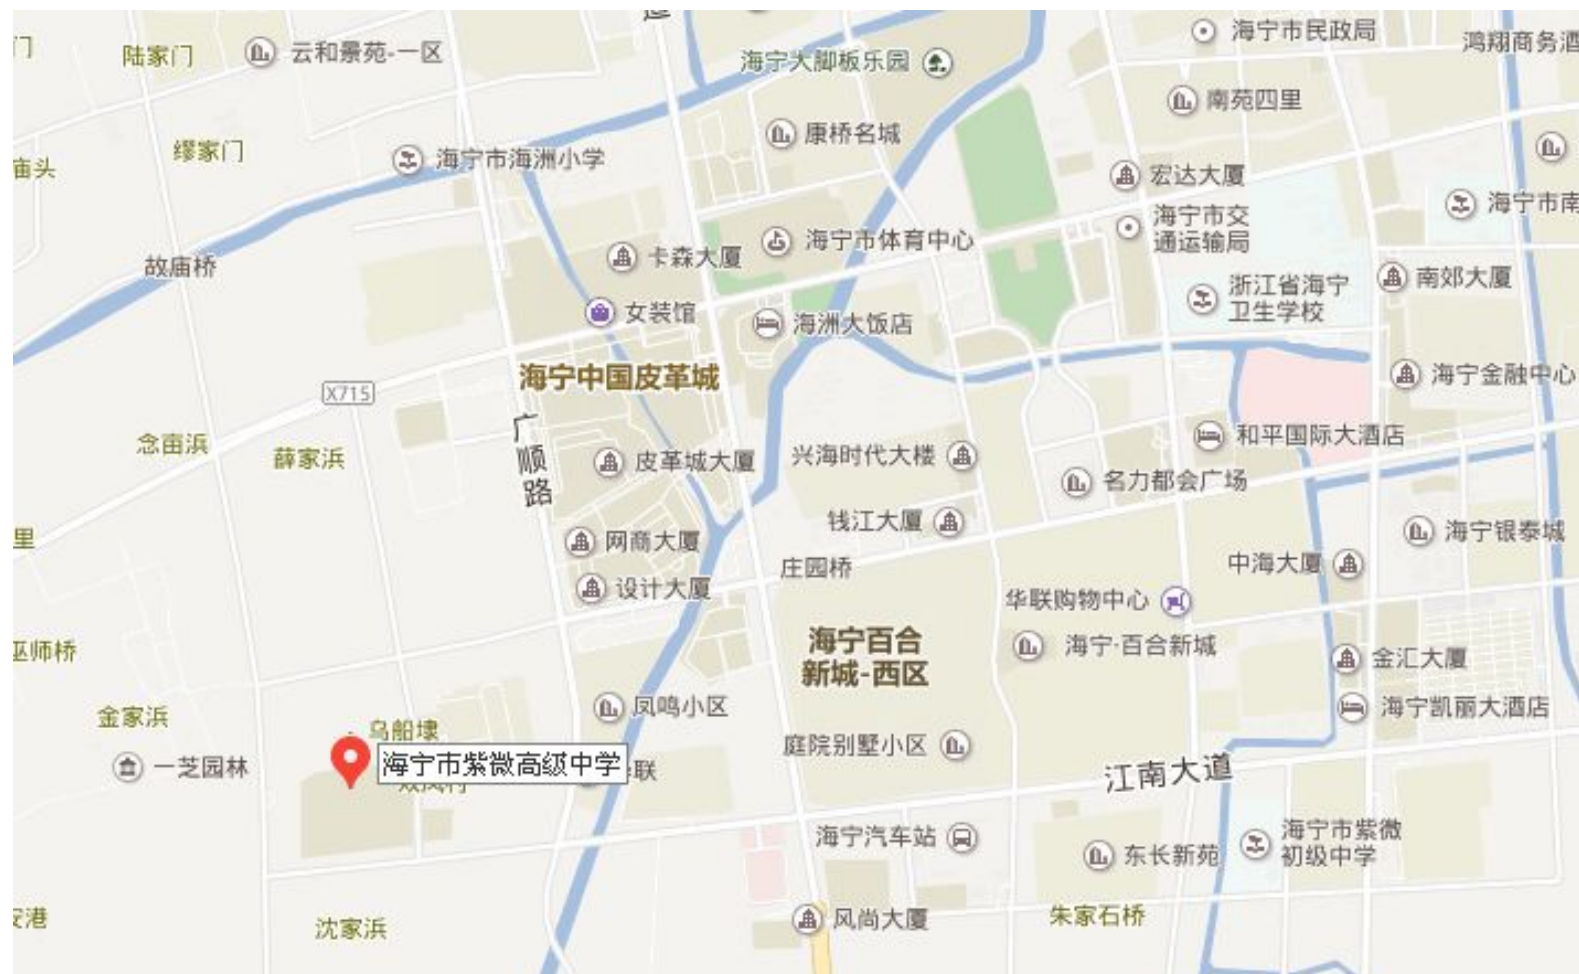 海宁市民政局
鸿翔商务酒
陆家门
云和景苑-一区
海宁大脚板乐园
南苑四里
康桥名城
缪家门
海宁市海洲小学
庙头
宏达大厦
海宁市南
海宁市交
通运输局
海宁市体育中心
卡森大厦
故庙桥
浙江省海宁
卫生学校
南郊大厦
女装馆
海洲大饭店
海宁中国皮革城
海宁金融中心
X715
广顺路
念亩浜
薛家浜
皮革城大厦
兴海时代大楼
和平国际大酒店
名力都会广场
钱江大厦
海宁银泰城
里
网商大厦
庄园桥
中海大厦
设计大厦
华联购物中心
海宁百合
新城-西区
海宁·百合新城
巫师桥
金汇大厦
凤鸣小区
海宁凯丽大酒店
金家浜
乌船埭
庭院别墅小区
一芝园林
海宁市紫微高级中学
联
江南大道
海宁汽车站
海宁市紫微
初级中学
东长新苑
安港
沈家浜
风尚大厦
朱家石桥